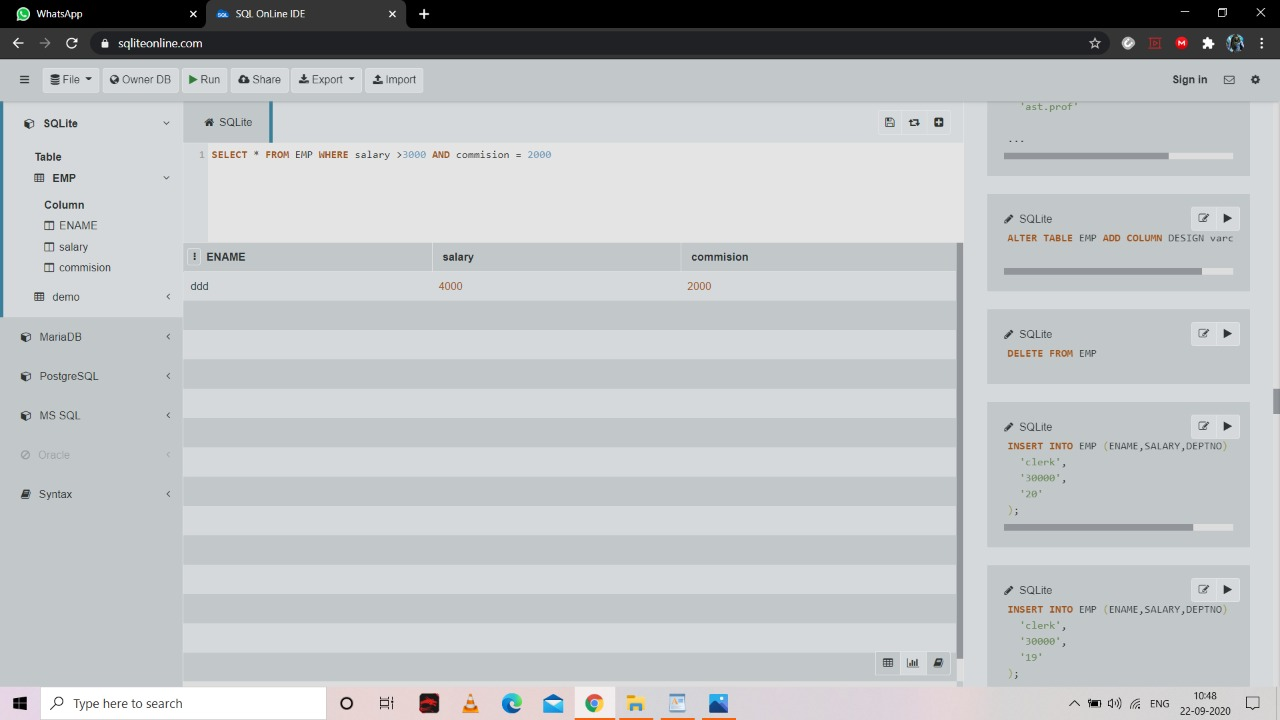 WhatsApp
SQL OnLine IDE
sqliteonline.com
File
Owner DB
Run
Share
Export
Import
Sign in
SQLite
Table
EMP
Column
ENAME
salary
commision
demo
MariaDB
PostgreSQL
MS SQL
Oracle
Syntax
SQLite
1 SELECT * FROM EMP WHERE salary >3000 AND commision = 2000
ENAME salary commision
ddd 4000 2000
'ast.prof'
...
SQLite
ALTER TABLE EMP ADD COLUMN DESIGN varc
SQLite
DELETE FROM EMP
SQLite
INSERT INTO EMP (ENAME,SALARY,DEPTNO)
'clerk',
'30000',
'20'
);
SQLite
INSERT INTO EMP (ENAME,SALARY,DEPTNO)
'clerk',
'30000',
'19'
);
Type here to search
ENG
10:48
22-09-2020